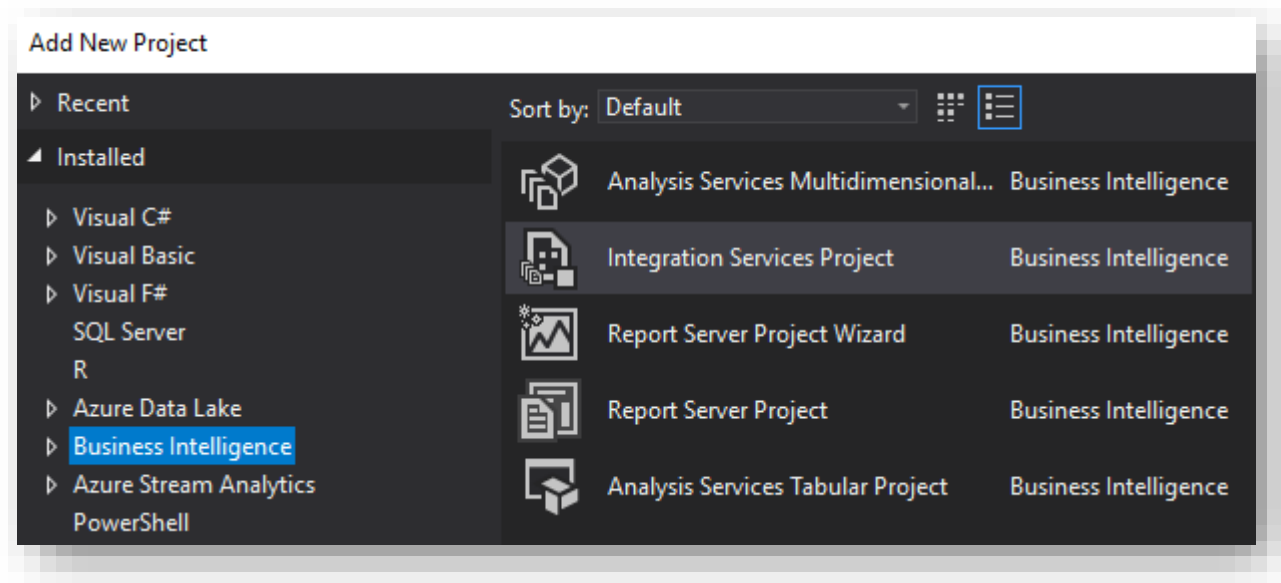 Add New Project
Recent
Installed
Visual C#
Visual Basic
Visual F#
SQL Server
R
Azure Data Lake
Business Intelligence
Azure Stream Analytics
PowerShell
Sort by: Default
Analysis Services Multidimensional... Business Intelligence
Integration Services Project Business Intelligence
Report Server Project Wizard Business Intelligence
Report Server Project Business Intelligence
Analysis Services Tabular Project Business Intelligence